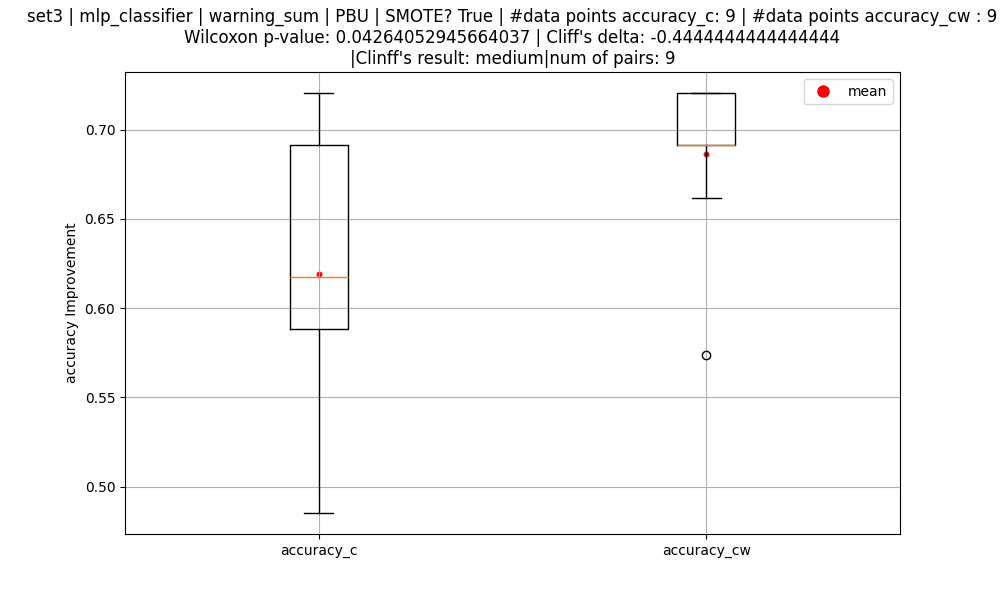 set3 | mlp_classifier | warning_sum | PBU | SMOTE? True | #data points accuracy_c: 9 | #data points accuracy_cw : 9
Wilcoxon p-value: 0.04264052945664037 | Cliff's delta: -0.4444444444444444
|Clinff's result: medium|num of pairs: 9
mean
0.70
0.65
0.60
0.55
0.50
accuracy Improvement
accuracy_c
accuracy_cw